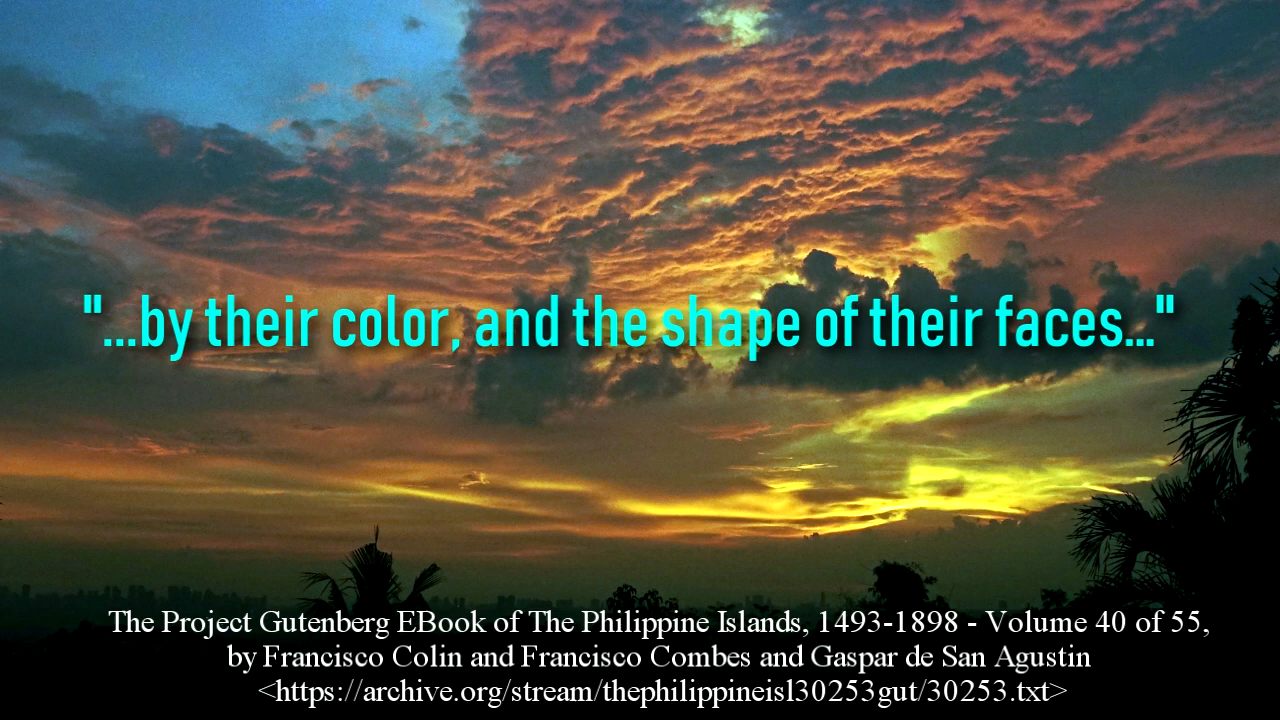 "...by their color, and the shape of their faces..."
The Project Gutenberg EBook of The Philippine Islands, 1493-1898 - Volume 40 of 55,
by Francisco Colin and Francisco Combes and Gaspar de San Agustin
<https://archive.org/stream/thephilippineisl30253gut/30253.txt>